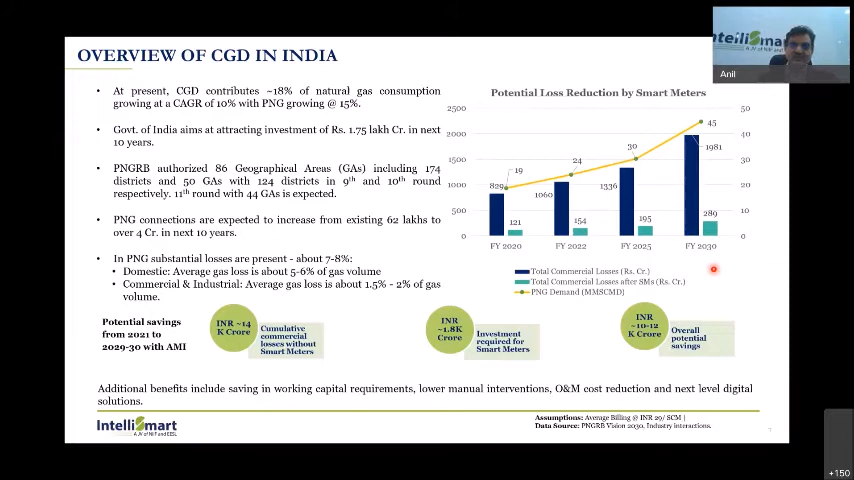 OVERVIEW OF CGD IN INDIA
• At present, CGD contributes ~18% of natural gas consumption
growing at a CAGR of 10% with PNG growing @ 15%.
• Govt. of India aims at attracting investment of Rs. 1.75 lakh Cr. in next
10 years.
• PNGRB authorized 86 Geographical Areas (GAs) including 174
districts and 50 GAs with 124 districts in 9th and 10th round
respectively. 11th round with 44 GAs is expected.
• PNG connections are expected to increase from existing 62 lakhs to
over 4 Cr. in next 10 years.
• In PNG substantial losses are present - about 7-8%:
• Domestic: Average gas loss is about 5-6% of gas volume
• Commercial & Industrial: Average gas loss is about 1.5% - 2% of gas
volume.
Potential Loss Reduction by Smart Meters
2500
2000
1500
1000
500
0
50
40
30
20
10
0
829
121
19
1060
154
24
1336
195
30
1981
289
45
FY 2020
FY 2022
FY 2025
FY 2030
Total Commercial Losses (Rs. Cr.)
Total Commercial Losses after SMs (Rs. Cr.)
PNG Demand (MMSCMD)
Potential savings
from 2021 to
2029-30 with AMI
INR ~14
K Crore
Cumulative
commercial
losses without
Smart Meters
INR
~1.8K
Crore
Investment
required for
Smart Meters
INR
~10-12
K Crore
Overall
potential
savings
Additional benefits include saving in working capital requirements, lower manual interventions, O&M cost reduction and next level digital
solutions.
IntelliSmart
A JV of NIIF and EESL
Assumptions: Average Billing @ INR 29/ SCM |
Data Source: PNGRB Vision 2030, Industry interactions.
7
Anil
+150